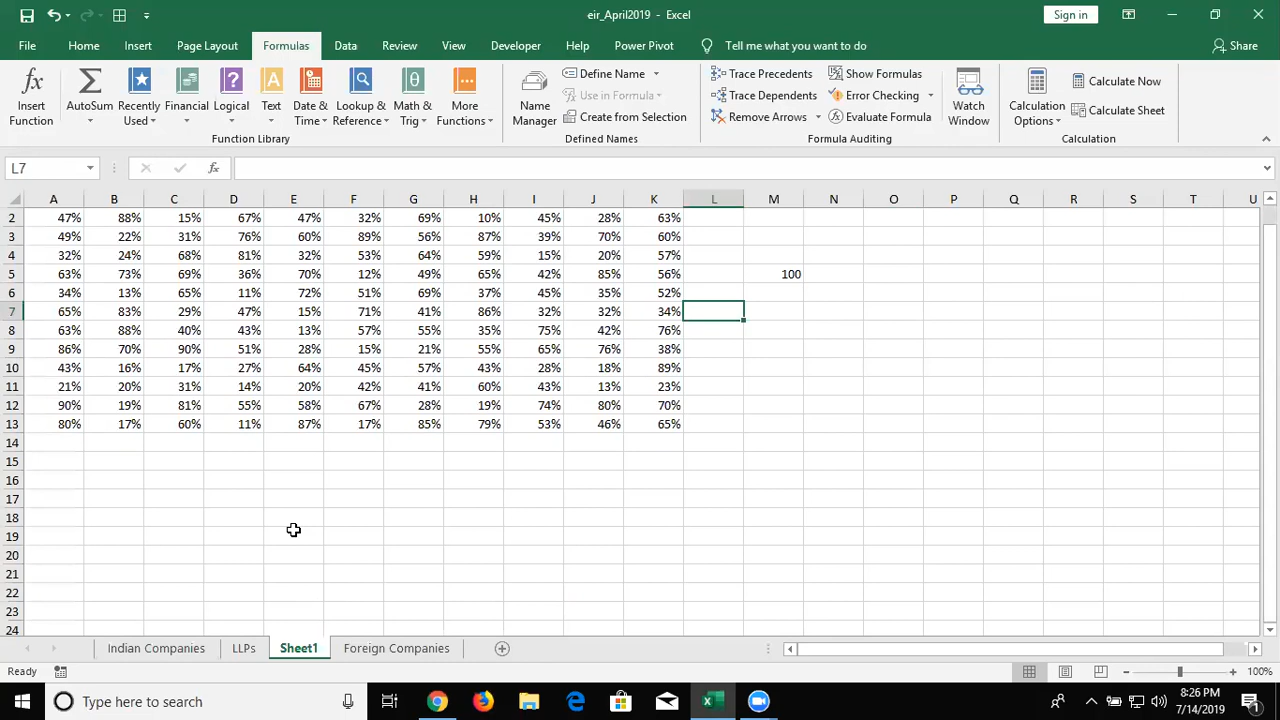 eir_April2019 - Excel
Sign in
File Home Insert Page Layout Formulas Data Review View Developer Help Power Pivot Tell me what you want to do Share
Insert Function
AutoSum
Recently Used
Financial
Logical
Text
Date & Time
Lookup & Reference
Math & Trig
More Functions
Function Library
Name Manager
Define Name
Use in Formula
Create from Selection
Defined Names
Trace Precedents
Trace Dependents
Remove Arrows
Show Formulas
Error Checking
Evaluate Formula
Formula Auditing
Watch Window
Calculation Options
Calculate Now
Calculate Sheet
Calculation
L7 fx
A B C D E F G H I J K L M N O P Q R S T U
2 47% 88% 15% 67% 47% 32% 69% 10% 45% 28% 63%
3 49% 22% 31% 76% 60% 89% 56% 87% 39% 70% 60%
4 32% 24% 68% 81% 32% 53% 64% 59% 15% 20% 57%
5 63% 73% 69% 36% 70% 12% 49% 65% 42% 85% 56% 100
6 34% 13% 65% 11% 72% 51% 69% 37% 45% 35% 52%
7 65% 83% 29% 47% 15% 71% 41% 86% 32% 32% 34%
8 63% 88% 40% 43% 13% 57% 55% 35% 75% 42% 76%
9 86% 70% 90% 51% 28% 15% 21% 55% 65% 76% 38%
10 43% 16% 17% 27% 64% 45% 57% 43% 28% 18% 89%
11 21% 20% 31% 14% 20% 42% 41% 60% 43% 13% 23%
12 90% 19% 81% 55% 58% 67% 28% 19% 74% 80% 70%
13 80% 17% 60% 11% 87% 17% 85% 79% 53% 46% 65%
14
15
16
17
18
19
20
21
22
23
24
Indian Companies LLPs Sheet1 Foreign Companies
Ready 100%
Type here to search
8:26 PM
7/14/2019
1